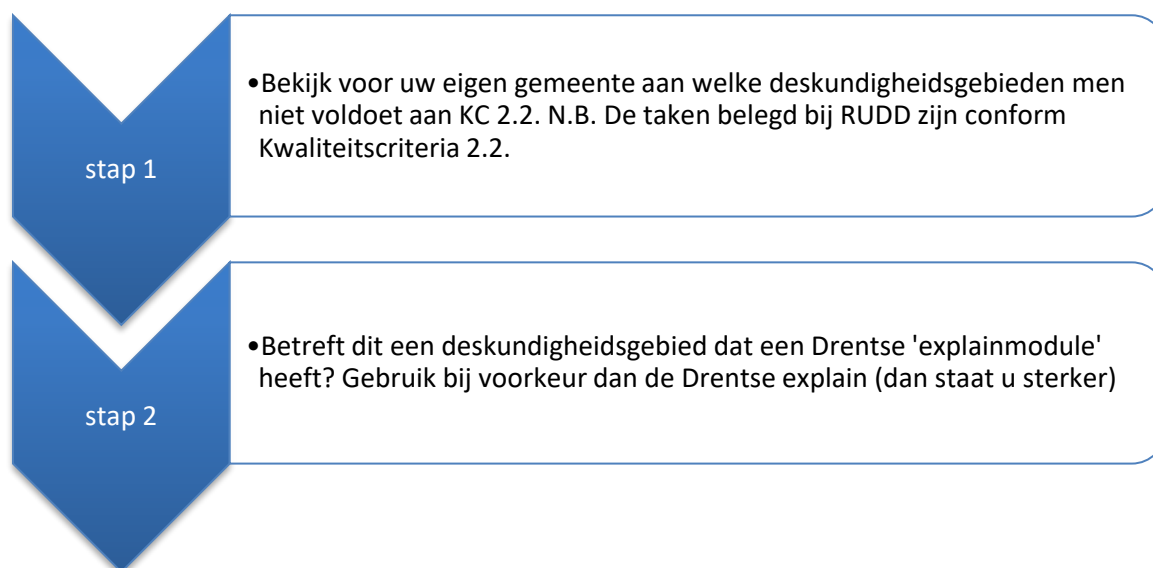 stap 1
•Bekijk voor uw eigen gemeente aan welke deskundigheidsgebieden men
niet voldoet aan KC 2.2. N.B. De taken belegd bij RUDD zijn conform
Kwaliteitscriteria 2.2.
stap 2
•Betreft dit een deskundigheidsgebied dat een Drentse 'explainmodule'
heeft? Gebruik bij voorkeur dan de Drentse explain (dan staat u sterker)